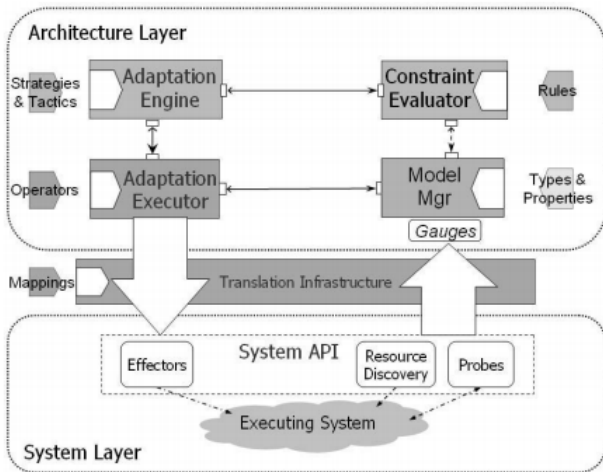 Architecture Layer
Strategies
& Tactics
Adaptation
Engine
Constraint
Evaluator
Rules
Operators
Adaptation
Executor
Model
Mgr
Types &
Properties
Gauges
Mappings
Translation Infrastructure
System API
Effectors
Resource
Discovery
Probes
Executing System
System Layer